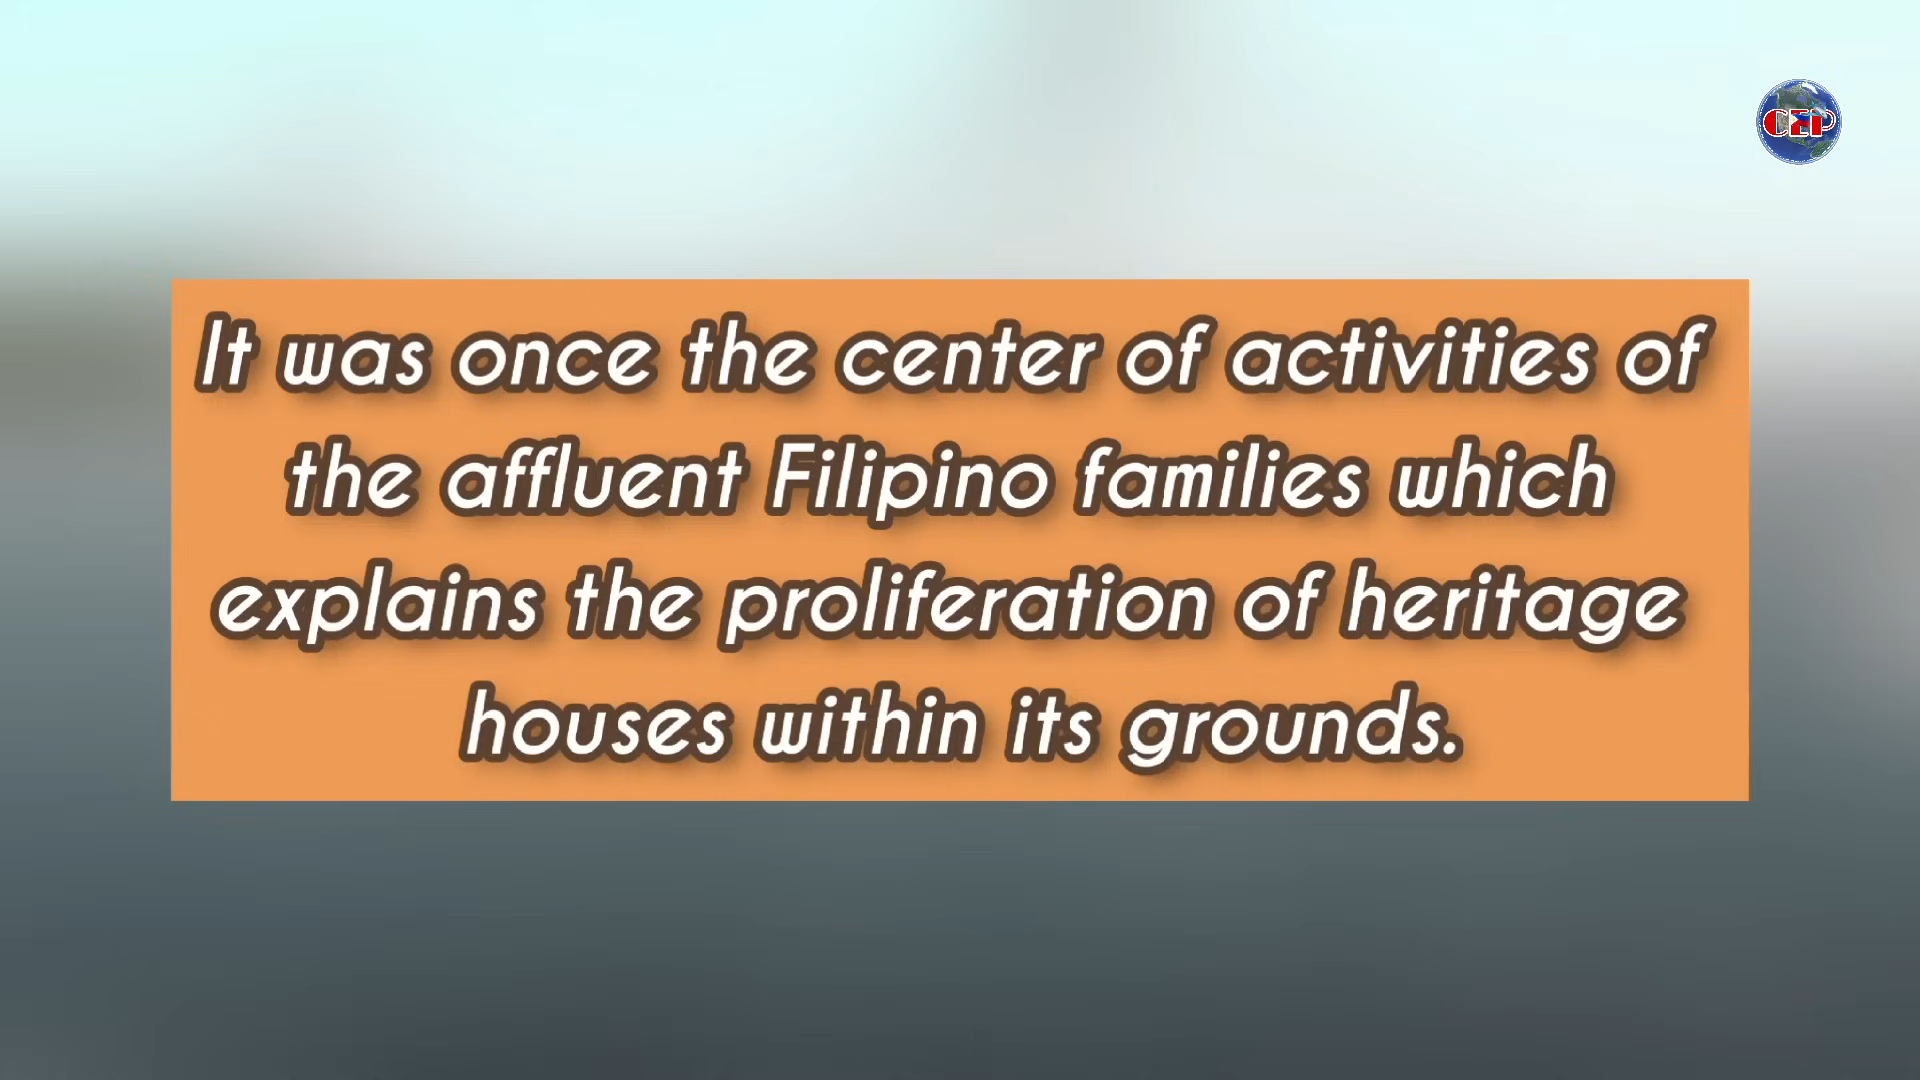 CEP
It was once the center of activities of
the affluent Filipino families which
explains the proliferation of heritage
houses within its grounds.